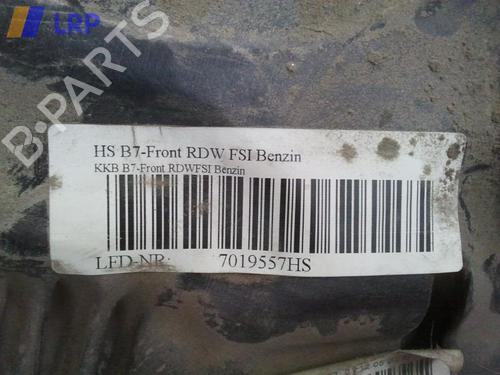 LRP
B-PARTS
HS B7-Front RDW FSI Benzin
KKB B7-Front RDWFSI Benzin
LFD-NR: 7019557HS